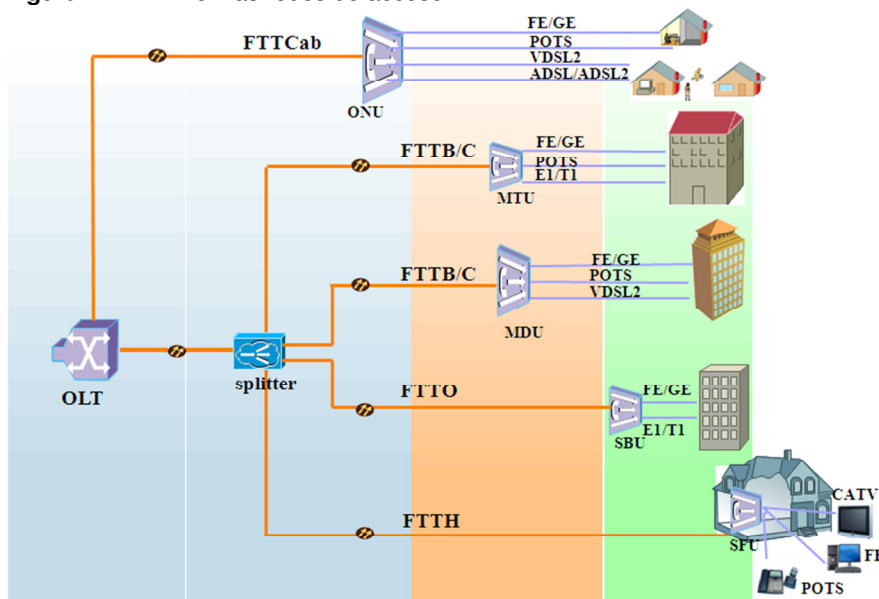 FTTCab
FE/GE
POTS
VDSL2
ADSL/ADSL2
ONU
FTTB/C
FE/GE
POTS
E1/T1
MTU
FTTB/C
FE/GE
POTS
VDSL2
MDU
OLT
splitter
FTTO
FE/GE
E1/T1
SBU
FTTH
SFU
CATV
FE
POTS